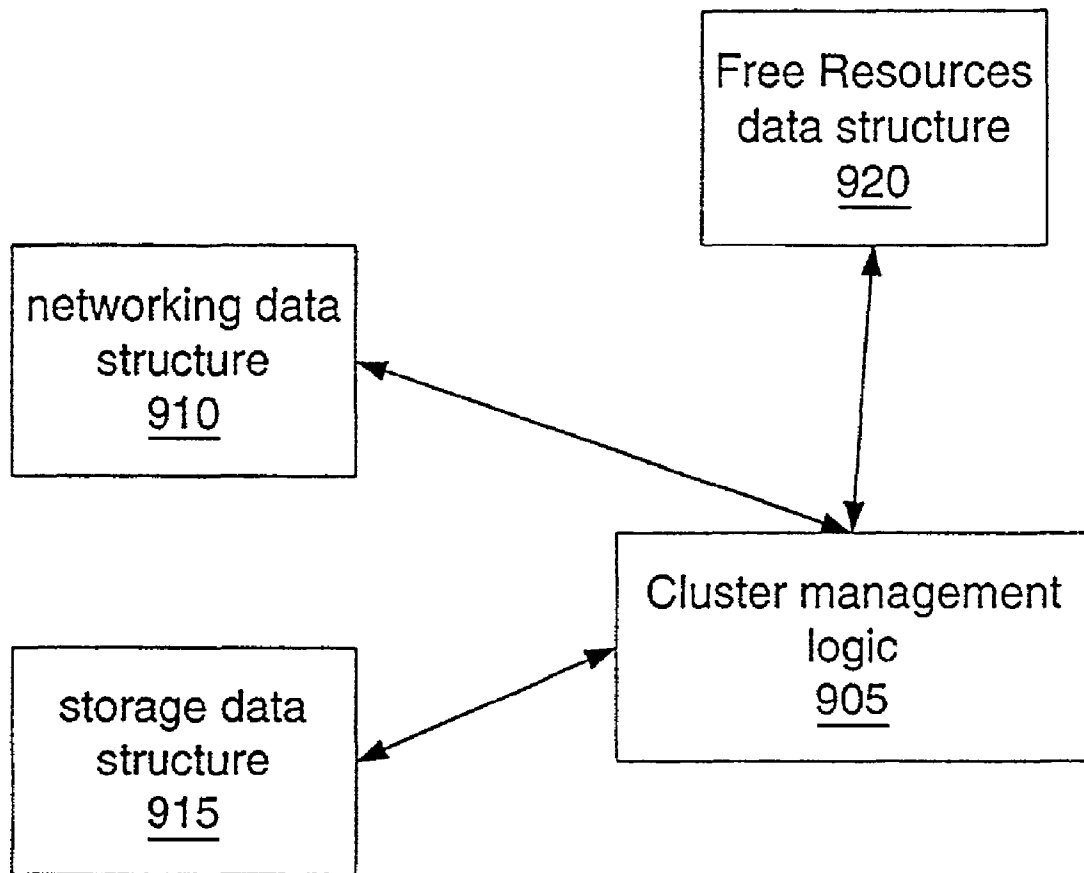 Free Resources
data structure
920
networking data
structure
910
Cluster management
logic
905
storage data
structure
915